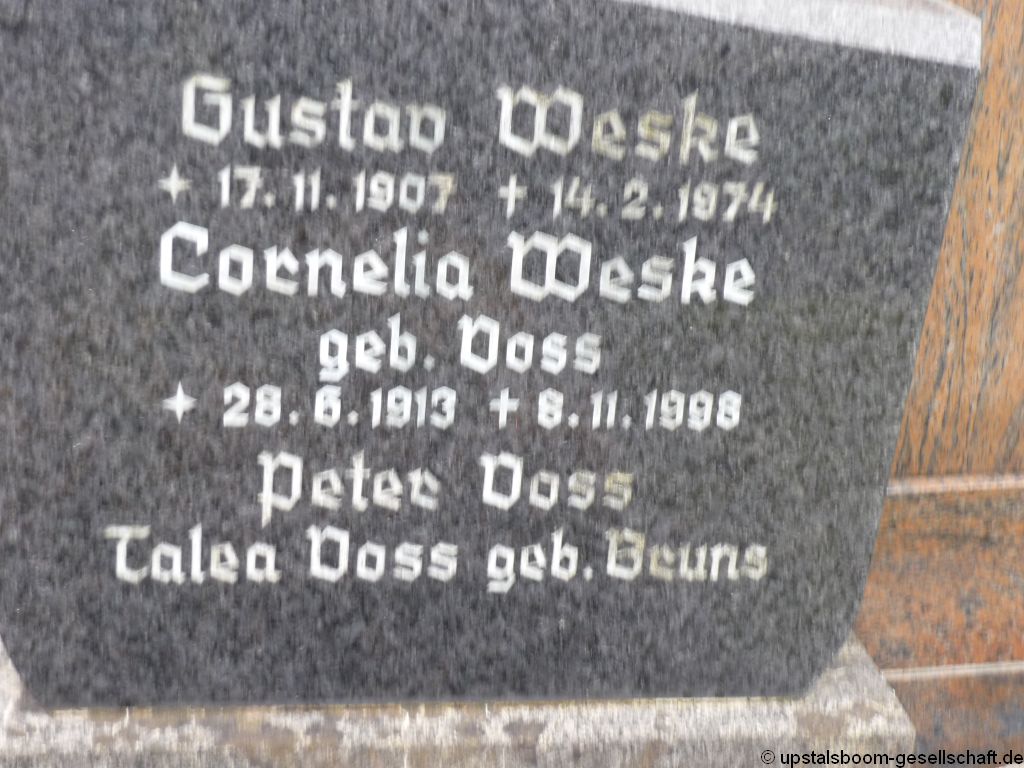 Gustav Weske
✦ 17.11.1907 † 14.2.1974
Cornelia Weske
geb. Voss
✦ 28.6.1913 † 8.11.1998
Peter Voss
Talea Voss geb. Bruns
© upstalsboom-gesellschaft.de